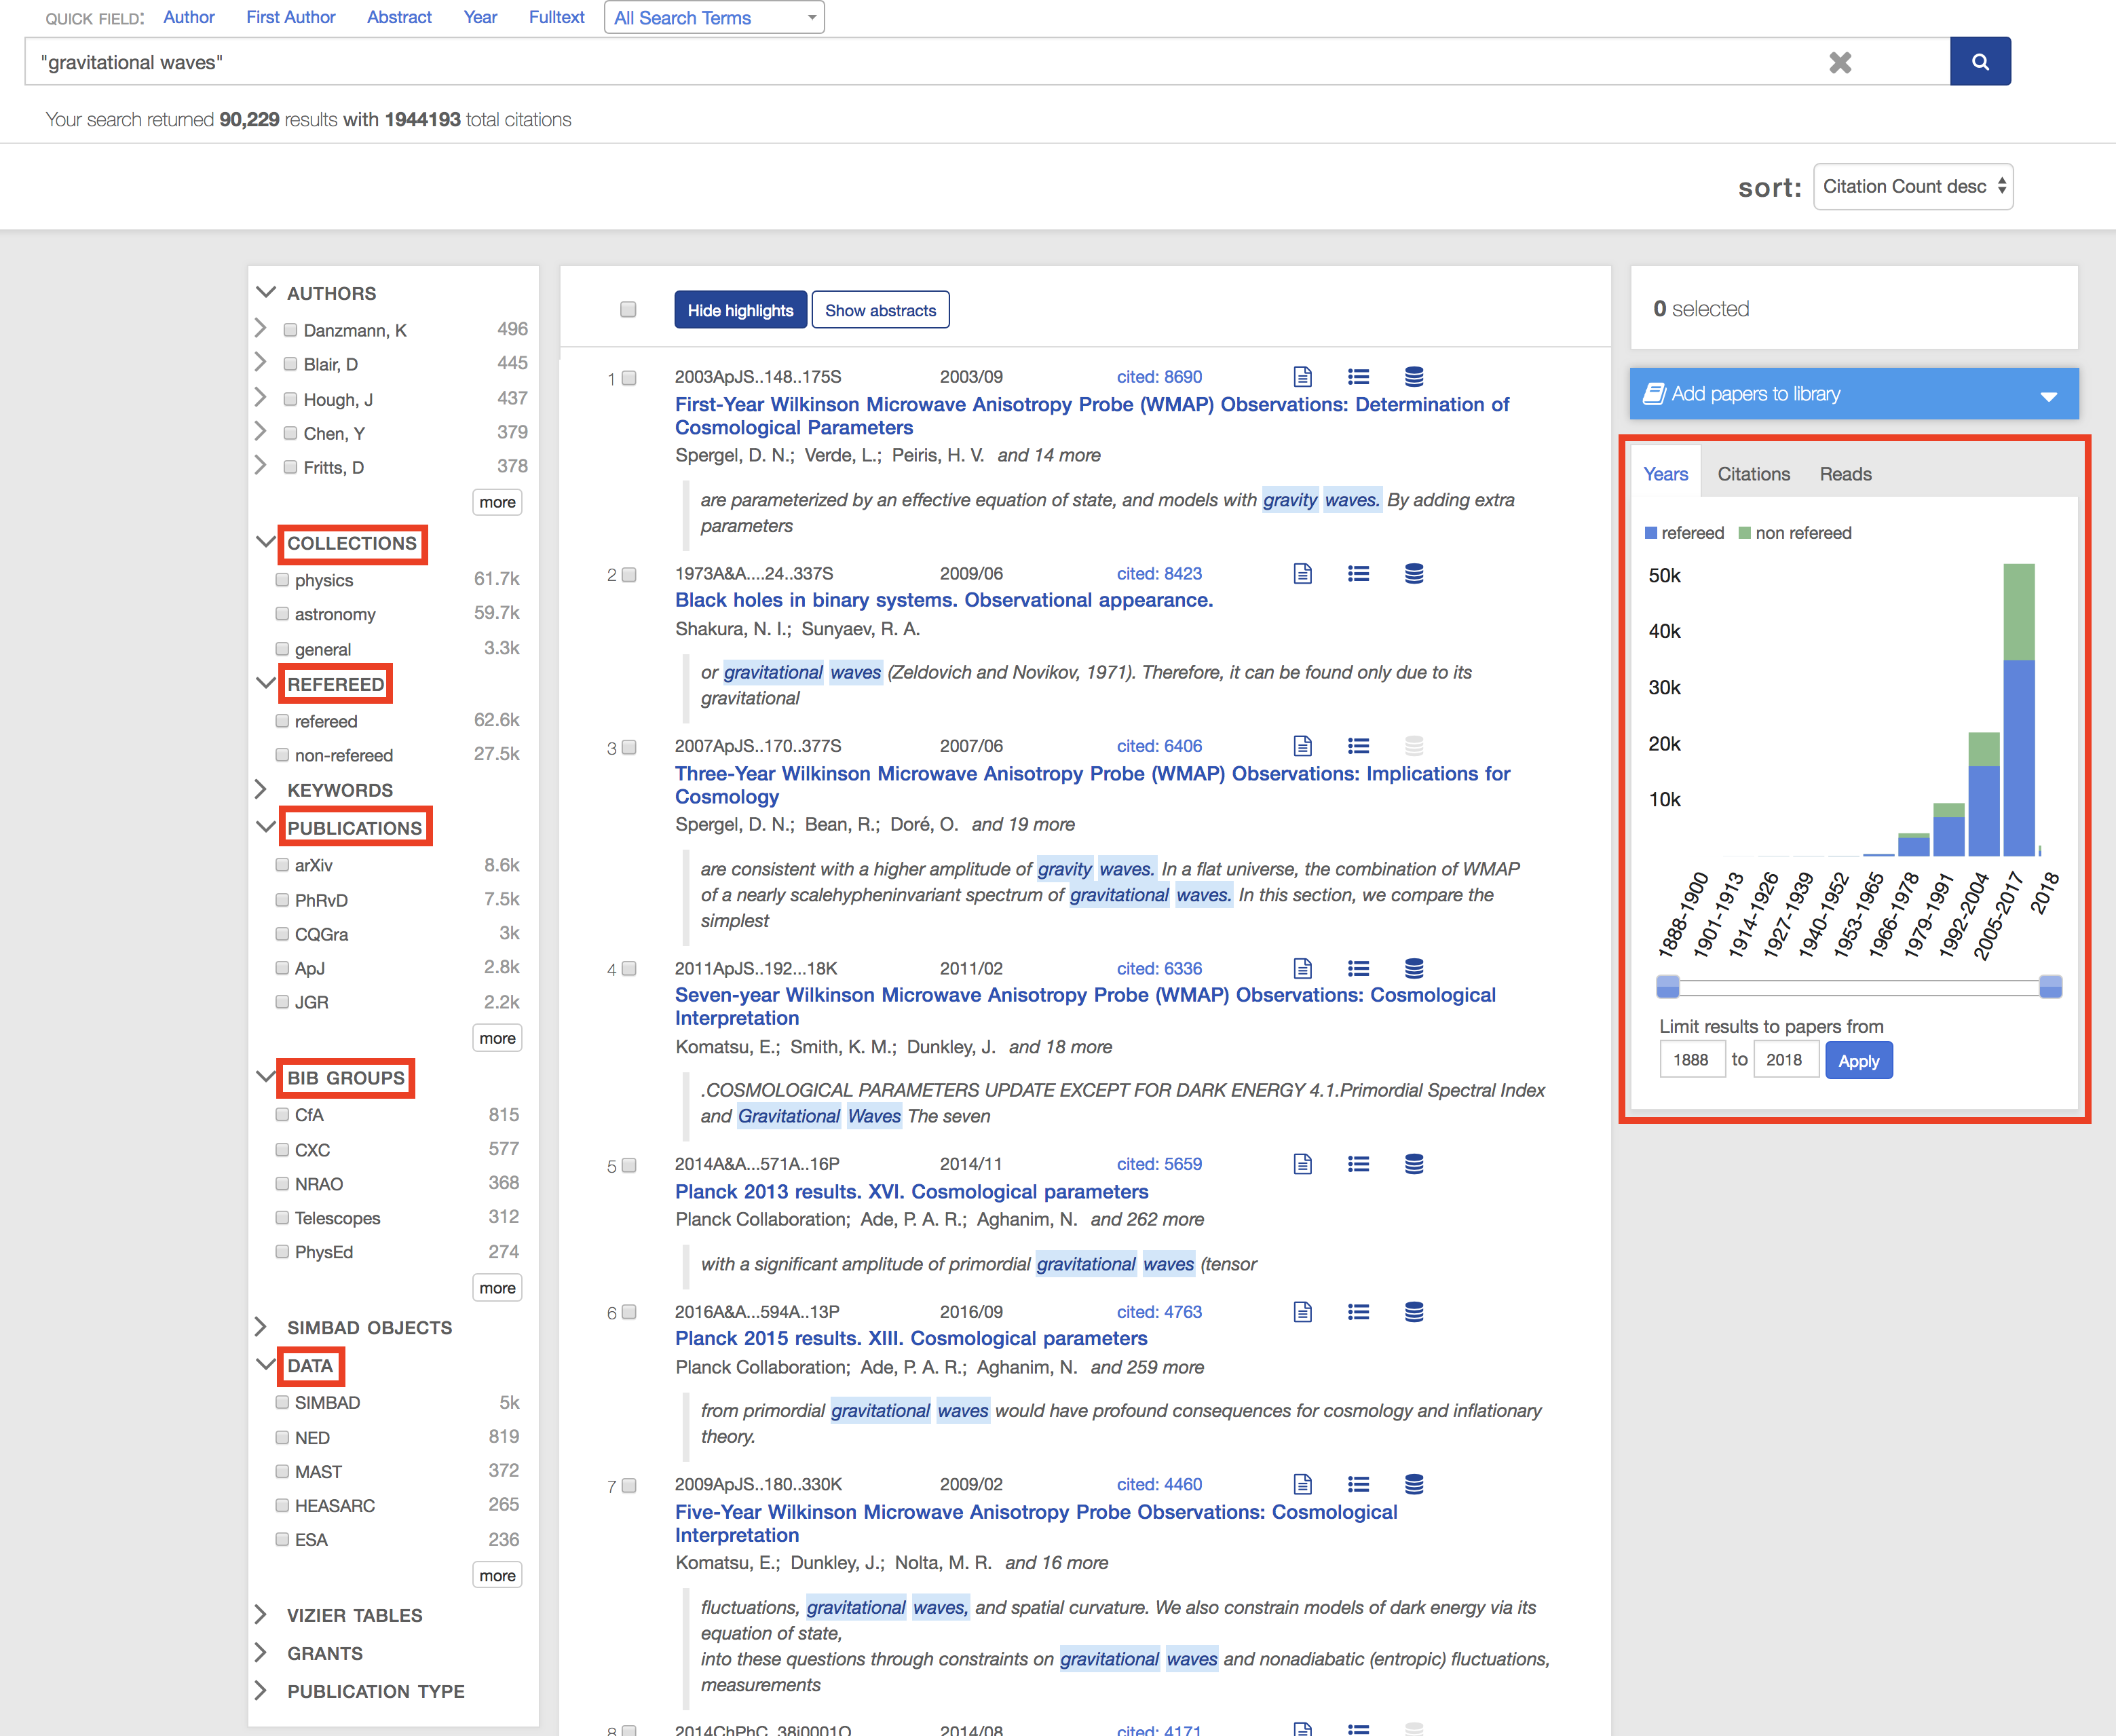 QUICK FIELD: Author First Author Abstract Year Fulltext All Search Terms
"gravitational waves"
Your search returned 90,229 results with 1944193 total citations
sort: Citation Count desc
AUTHORS
Danzmann, K 496
Blair, D 445
Hough, J 437
Chen, Y 379
Fritts, D 378
more
COLLECTIONS
physics 61.7k
astronomy 59.7k
general 3.3k
REFEREED
refereed 62.6k
non-refereed 27.5k
KEYWORDS
PUBLICATIONS
arXiv 8.6k
PhRvD 7.5k
CQGra 3k
ApJ 2.8k
JGR 2.2k
more
BIB GROUPS
CfA 815
CXC 577
NRAO 368
Telescopes 312
PhysEd 274
more
SIMBAD OBJECTS
DATA
SIMBAD 5k
NED 819
MAST 372
HEASARC 265
ESA 236
more
VIZIER TABLES
GRANTS
PUBLICATION TYPE
Hide highlights Show abstracts
1 2003ApJS..148..175S 2003/09 cited: 8690
First-Year Wilkinson Microwave Anisotropy Probe (WMAP) Observations: Determination of
Cosmological Parameters
Spergel, D. N.; Verde, L.; Peiris, H. V. and 14 more
are parameterized by an effective equation of state, and models with gravity waves. By adding extra
parameters
2 1973A&A....24..337S 2009/06 cited: 8423
Black holes in binary systems. Observational appearance.
Shakura, N. I.; Sunyaev, R. A.
or gravitational waves (Zeldovich and Novikov, 1971). Therefore, it can be found only due to its
gravitational
3 2007ApJS..170..377S 2007/06 cited: 6406
Three-Year Wilkinson Microwave Anisotropy Probe (WMAP) Observations: Implications for
Cosmology
Spergel, D. N.; Bean, R.; Doré, O. and 19 more
are consistent with a higher amplitude of gravity waves. In a flat universe, the combination of WMAP
of a nearly scalehypheninvariant spectrum of gravitational waves. In this section, we compare the
simplest
4 2011ApJS..192...18K 2011/02 cited: 6336
Seven-year Wilkinson Microwave Anisotropy Probe (WMAP) Observations: Cosmological
Interpretation
Komatsu, E.; Smith, K. M.; Dunkley, J. and 18 more
.COSMOLOGICAL PARAMETERS UPDATE EXCEPT FOR DARK ENERGY 4.1.Primordial Spectral Index
and Gravitational Waves The seven
5 2014A&A...571A..16P 2014/11 cited: 5659
Planck 2013 results. XVI. Cosmological parameters
Planck Collaboration; Ade, P. A. R.; Aghanim, N. and 262 more
with a significant amplitude of primordial gravitational waves (tensor
6 2016A&A...594A..13P 2016/09 cited: 4763
Planck 2015 results. XIII. Cosmological parameters
Planck Collaboration; Ade, P. A. R.; Aghanim, N. and 259 more
from primordial gravitational waves would have profound consequences for cosmology and inflationary
theory.
7 2009ApJS..180..330K 2009/02 cited: 4460
Five-Year Wilkinson Microwave Anisotropy Probe Observations: Cosmological
Interpretation
Komatsu, E.; Dunkley, J.; Nolta, M. R. and 16 more
fluctuations, gravitational waves, and spatial curvature. We also constrain models of dark energy via its
equation of state,
into these questions through constraints on gravitational waves and nonadiabatic (entropic) fluctuations,
measurements
8 2014ChPhC..38j0001O 2014/08 cited: 4171
0 selected
Add papers to library
Years Citations Reads
refereed non refereed
50k
40k
30k
20k
10k
1888-1900
1901-1913
1914-1926
1927-1939
1940-1952
1953-1965
1966-1978
1979-1991
1992-2004
2005-2017
2018
Limit results to papers from
1888 to 2018 Apply